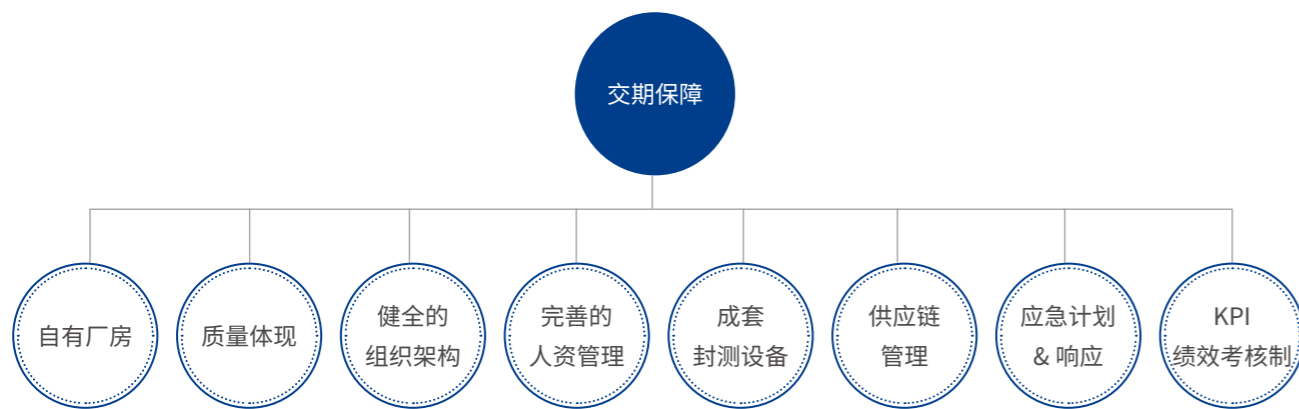 交期保障
自有厂房
质量体现
健全的
组织架构
完善的
人资管理
成套
封测设备
供应链
管理
应急计划
& 响应
KPI
绩效考核制